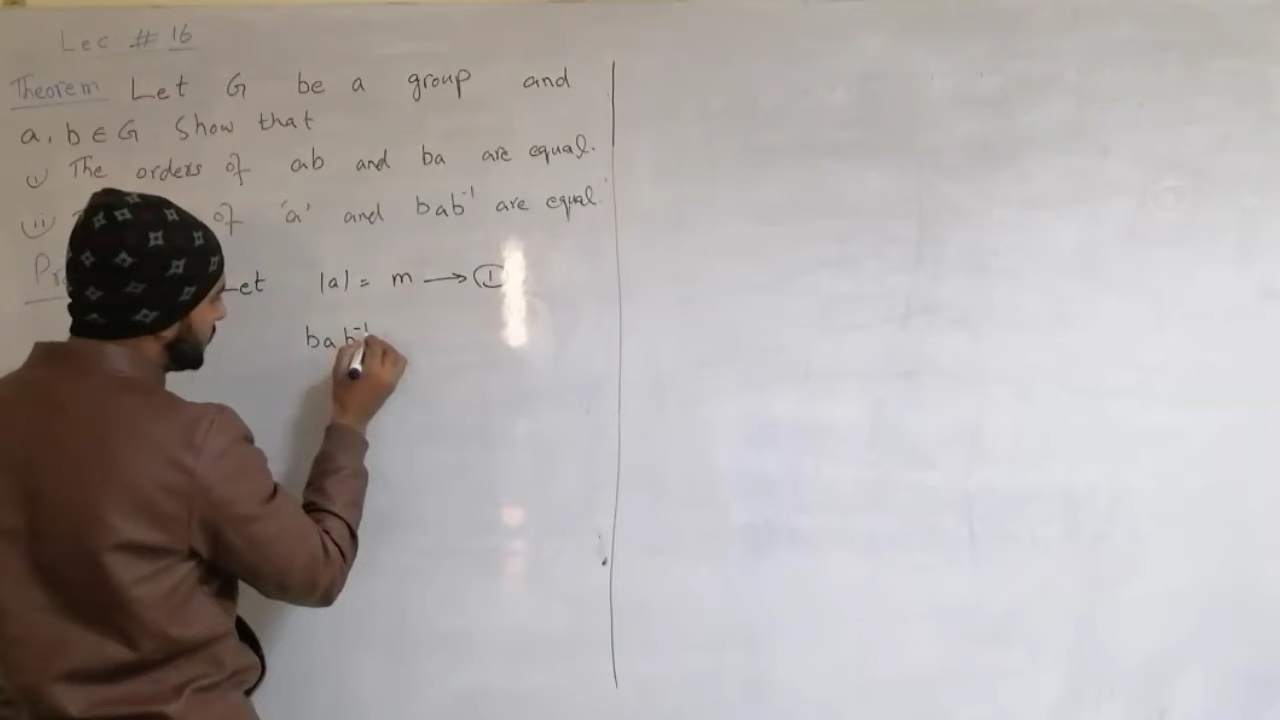 Lec # 16
Theorem Let G be a group and
a, b ∈ G. Show that
(i) The orders of ab and ba are equal.
(ii) of 'a' and bab⁻¹ are equal.
Let |a| = m → ①
bab⁻¹